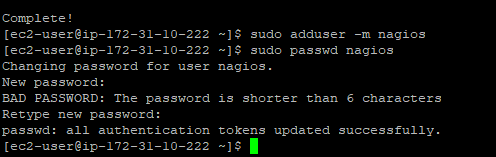 Complete!
[ec2-user@ip-172-31-10-222 ~]$ sudo adduser -m nagios
[ec2-user@ip-172-31-10-222 ~]$ sudo passwd nagios
Changing password for user nagios.
New password:
BAD PASSWORD: The password is shorter than 6 characters
Retype new password:
passwd: all authentication tokens updated successfully.
[ec2-user@ip-172-31-10-222 ~]$